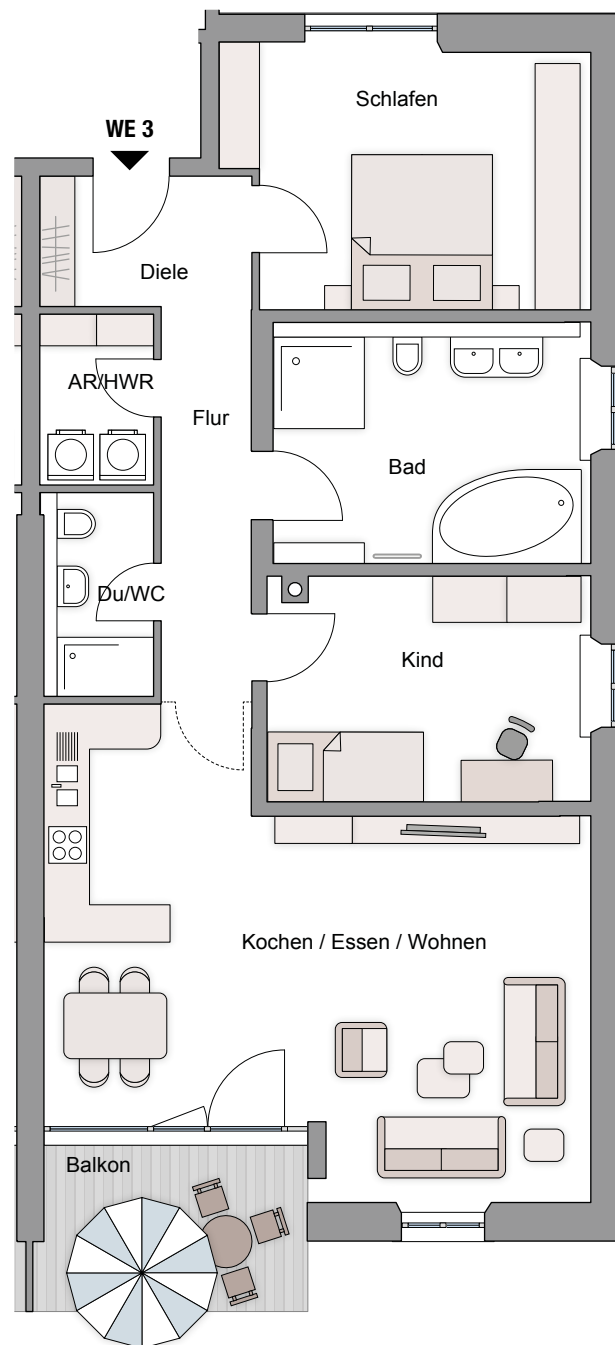 Schlafen
WE 3
Diele
AR/HWR
Flur
Bad
Du/WC
Kind
Kochen / Essen / Wohnen
Balkon